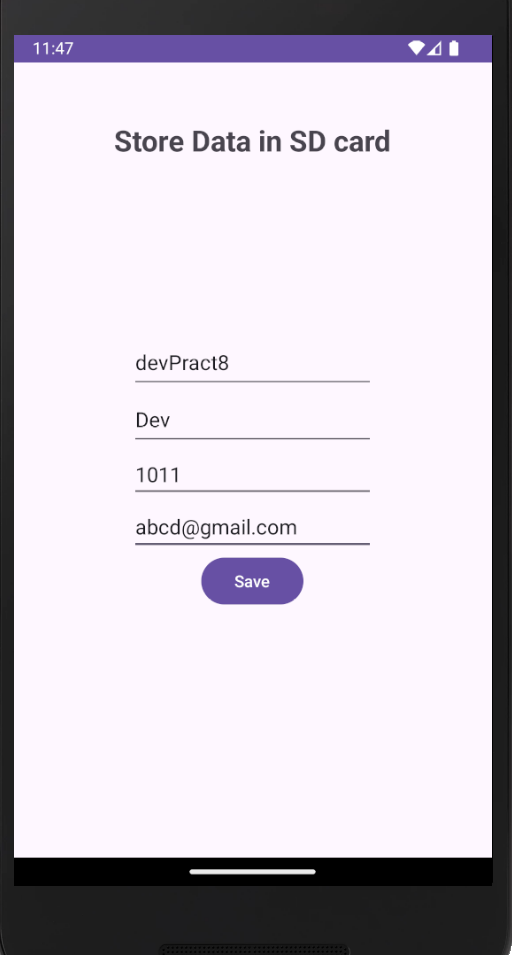 11:47
Store Data in SD card
devPract8
Dev
1011
abcd@gmail.com
Save